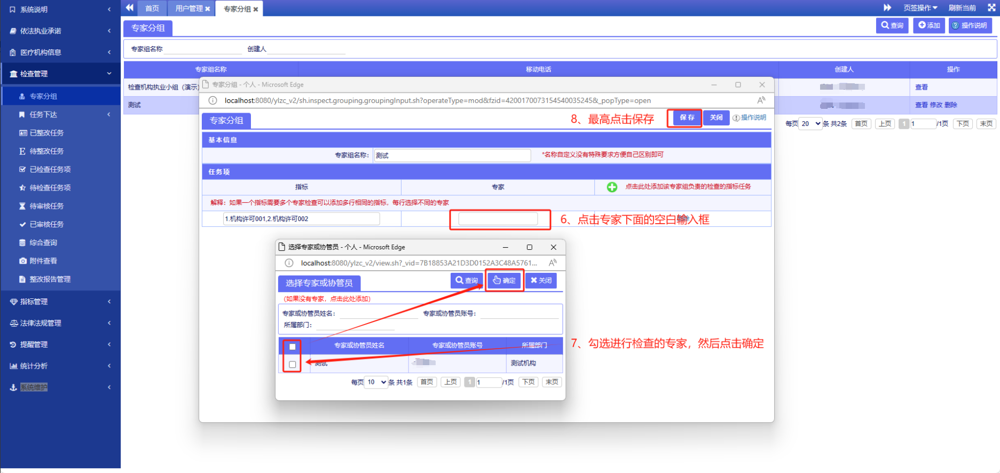 系统说明
依法执业承诺
医疗机构信息
检查管理
专家分组
任务下达
已整改任务
待整改任务
已检查任务项
待检查任务项
待审核任务
已审核任务
综合查询
附件查看
整改报告管理
指标管理
法律法规管理
提醒管理
统计分析
系统维护
首页 用户管理 专家分组 页签操作 刷新当前
专家分组 查询 添加 操作说明
专家组名称 创建人
专家组名称 移动电话 创建人 操作
检查机构执业小组（演示） 查看
测试 查看 修改 删除
每页 20 条 共2条 首页 上页 1 1 /1页 下页 末页
专家分组 - 个人 - Microsoft Edge
localhost:8080/ylzc_v2/sh.inspect.grouping.groupingInput.sh?operateType=mod&fzid=4200170073154540035245&_popType=open
专家分组 8、最高点击保存 保存 关闭 操作说明
基本信息
专家组名称： 测试 *名称自定义没有特殊要求方便自己区别即可
任务项
指标 专家 点击此处添加该专家组负责的检查的指标任务
解释：如果一个指标需要多个专家检查可以添加多行相同的指标，每行选择不同的专家
1.机构许可001,2.机构许可002 6、点击专家下面的空白输入框
选择专家或协管员 - 个人 - Microsoft Edge
localhost:8080/ylzc_v2/view.sh?_vid=7B18853A21D3D0152A3C48A5761...
选择专家或协管员 查询 确定 关闭
(如果没有专家，点击此处添加)
专家或协管员姓名： 专家或协管员账号：
所属部门：
专家或协管员姓名 专家或协管员账号 所属部门
7、勾选进行检查的专家，然后点击确定
测试 测试机构
每页 10 条 共1条 首页 上页 1 1 /1页 下页 末页